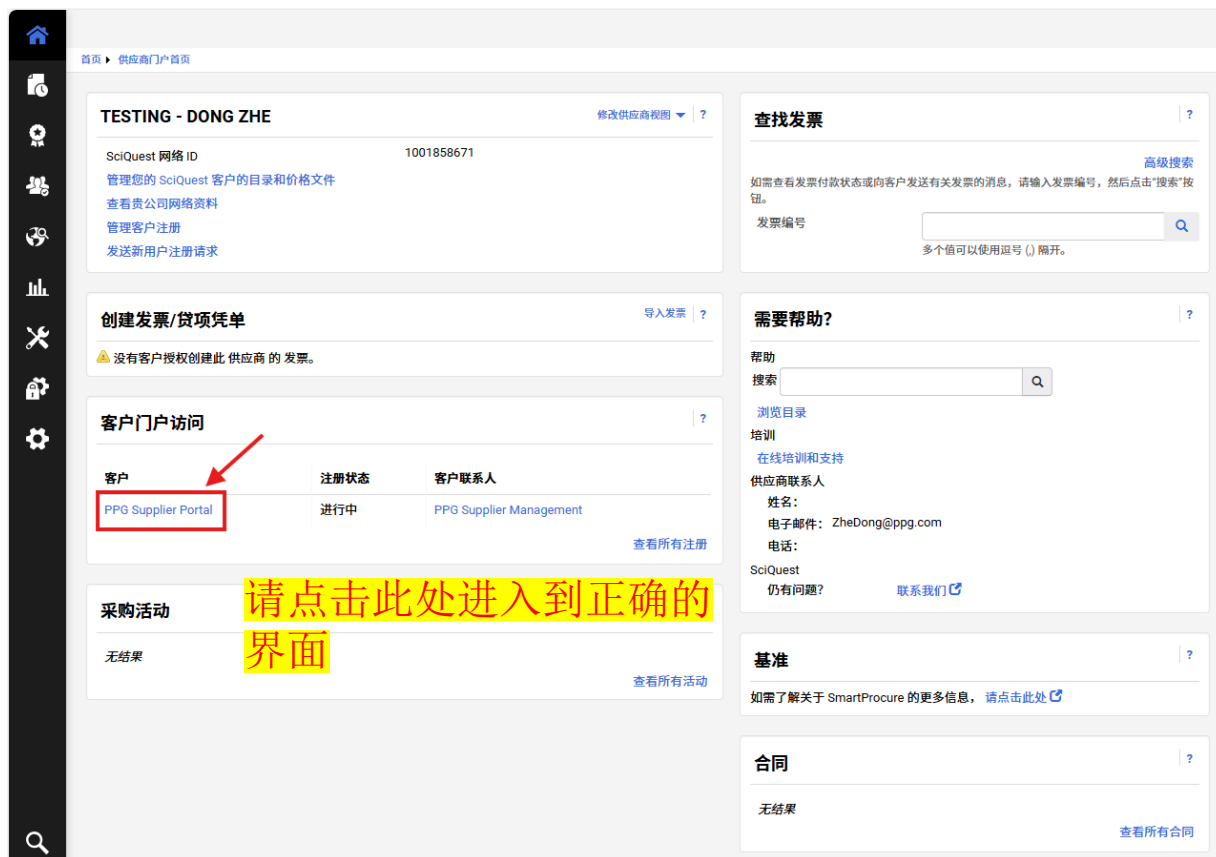 首页 ▸ 供应商门户首页
TESTING - DONG ZHE
修改供应商视图
?
SciQuest 网络 ID
1001858671
管理您的 SciQuest 客户的目录和价格文件
查看贵公司网络资料
管理客户注册
发送新用户注册请求
创建发票/贷项凭单
导入发票
?
没有客户授权创建此 供应商 的 发票。
客户门户访问
?
客户
注册状态
客户联系人
PPG Supplier Portal
进行中
PPG Supplier Management
查看所有注册
请点击此处进入到正确的
界面
采购活动
无结果
查看所有活动
查找发票
?
高级搜索
如需查看发票付款状态或向客户发送有关发票的消息，请输入发票编号，然后点击“搜索”按
钮。
发票编号
多个值可以使用逗号 (,) 隔开。
需要帮助?
?
帮助
搜索
浏览目录
培训
在线培训和支持
供应商联系人
姓名：
电子邮件： ZheDong@ppg.com
电话：
SciQuest
仍有问题?
联系我们
基准
?
如需了解关于 SmartProcure 的更多信息， 请点击此处
合同
?
无结果
查看所有合同